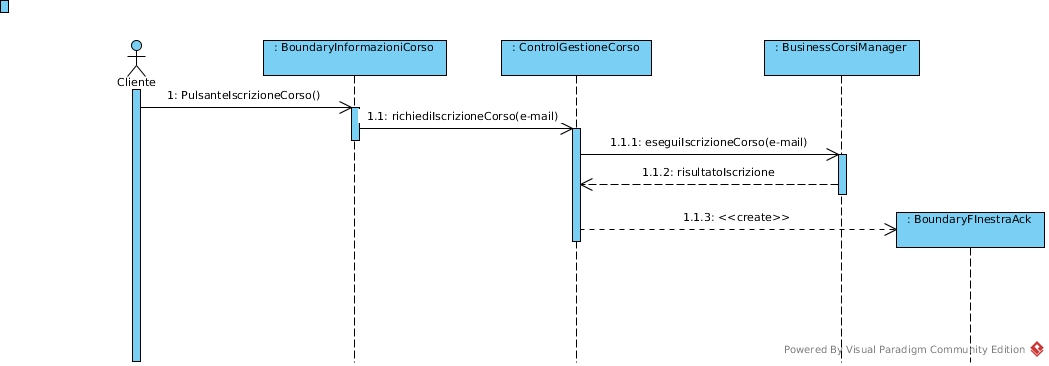 : BoundaryInformazioniCorso
: ControlGestioneCorso
: BusinessCorsiManager
Cliente
1: PulsanteIscrizioneCorso()
1.1: richiediIscrizioneCorso(e-mail)
1.1.1: eseguiIscrizioneCorso(e-mail)
1.1.2: risultatoIscrizione
1.1.3: <<create>>
: BoundaryFInestraAck
Powered By Visual Paradigm Community Edition